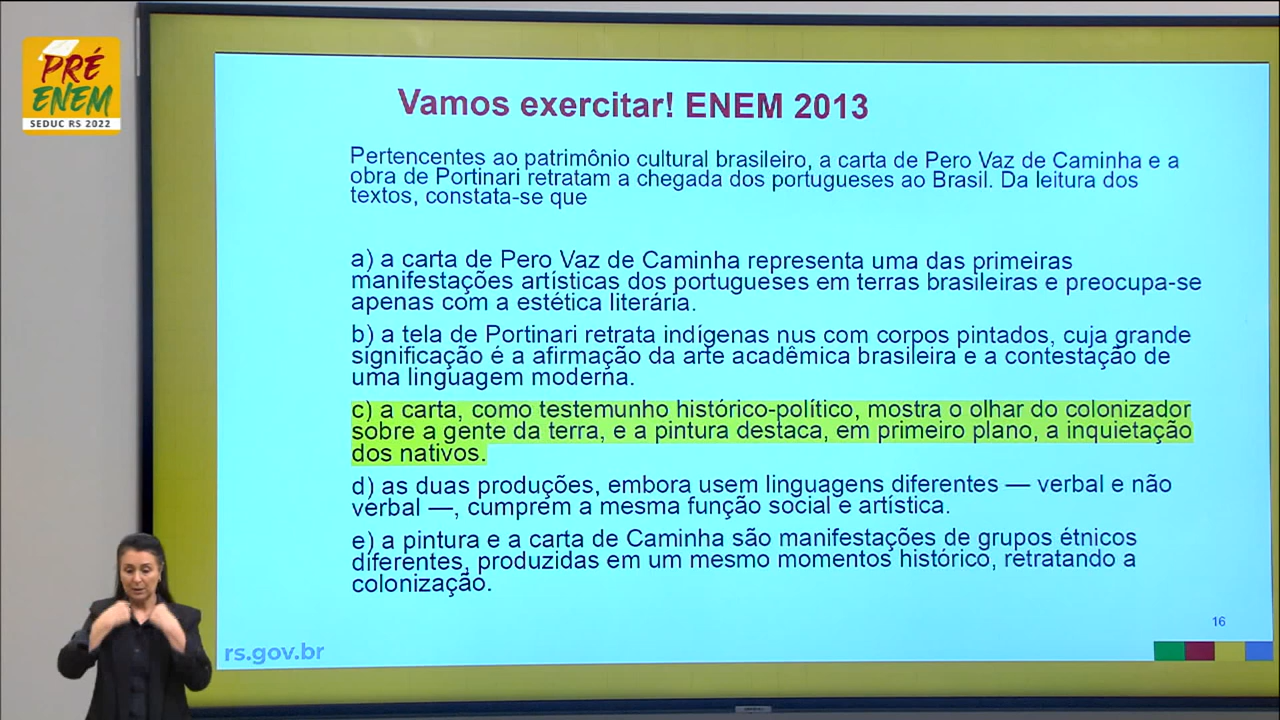 PRÉ
ENEM
SEDUC RS 2022
Vamos exercitar! ENEM 2013
Pertencentes ao patrimônio cultural brasileiro, a carta de Pero Vaz de Caminha e a
obra de Portinari retratam a chegada dos portugueses ao Brasil. Da leitura dos
textos, constata-se que
a) a carta de Pero Vaz de Caminha representa uma das primeiras
manifestações artísticas dos portugueses em terras brasileiras e preocupa-se
apenas com a estética literária.
b) a tela de Portinari retrata indígenas nus com corpos pintados, cuja grande
significação é a afirmação da arte acadêmica brasileira e a contestação de
uma linguagem moderna.
c) a carta, como testemunho histórico-político, mostra o olhar do colonizador
sobre a gente da terra, e a pintura destaca, em primeiro plano, a inquietação
dos nativos.
d) as duas produções, embora usem linguagens diferentes — verbal e não
verbal —, cumprem a mesma função social e artística.
e) a pintura e a carta de Caminha são manifestações de grupos étnicos
diferentes, produzidas em um mesmo momentos histórico, retratando a
colonização.
16
rs.gov.br